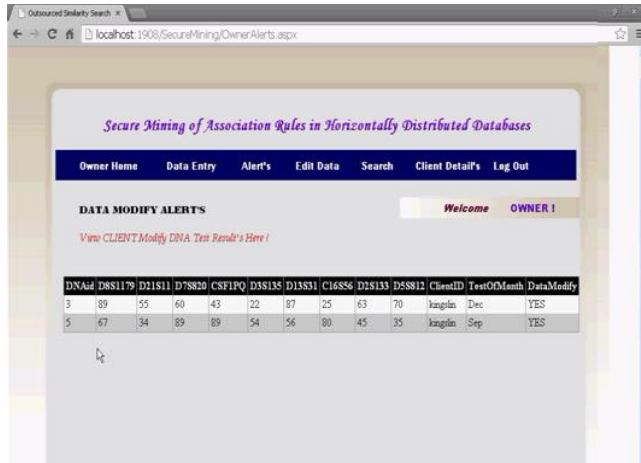 Outsourced Similarity Search
localhost:1908/SecureMining/OwnerAlerts.aspx
Secure Mining of Association Rules in Horizontally Distributed Databases
Owner Home Data Entry Alert's Edit Data Search Client Detail's Log Out
DATA MODIFY ALERT'S
Welcome OWNER !
View CLIENT Modify DNA Test Result's Here !
DNAid D8S1179 D21S11 D7S820 CSF1PQ D3S135 D13S31 C16S56 D2S133 D5S812 ClientID TestOfMonth DataModify
3 89 55 60 43 22 87 25 63 70 kingslin Dec YES
5 67 34 89 89 54 56 80 45 35 kingslin Sep YES